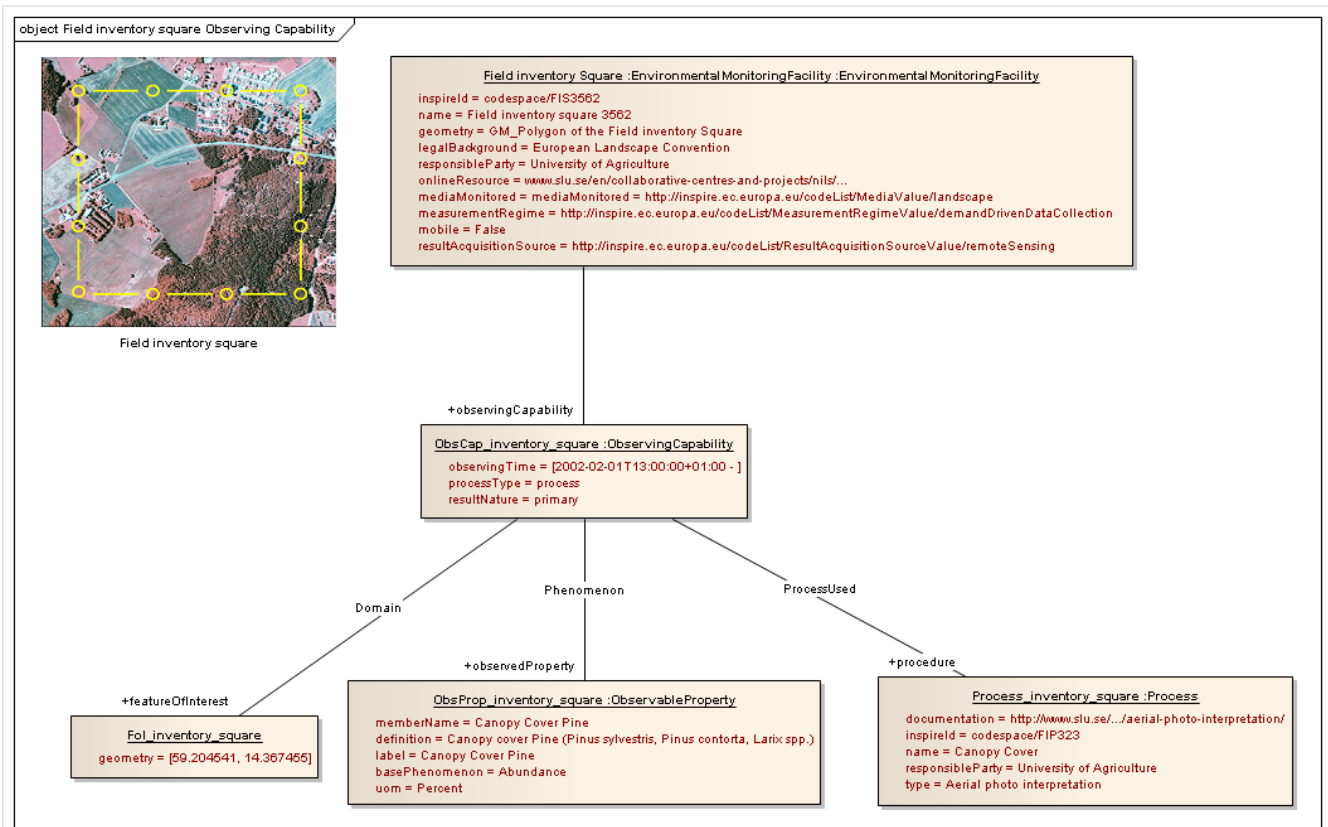 object Field inventory square Observing Capability
Field inventory Square :EnvironmentalMonitoringFacility :EnvironmentalMonitoringFacility
inspireId = codespace/FIS3562
name = Field inventory square 3562
geometry = GM_Polygon of the Field inventory Square
legalBackground = European Landscape Convention
responsibleParty = University of Agriculture
onlineResource = www.slu.se/en/collaborative-centres-and-projects/nils/...
mediaMonitored = mediaMonitored = http://inspire.ec.europa.eu/codeList/MediaValue/landscape
measurementRegime = http://inspire.ec.europa.eu/codeList/MeasurementRegimeValue/demandDrivenDataCollection
mobile = False
resultAcquisitionSource = http://inspire.ec.europa.eu/codeList/ResultAcquisitionSourceValue/remoteSensing
Field inventory square
+observingCapability
ObsCap_inventory_square :ObservingCapability
observingTime = [2002-02-01T13:00:00+01:00 - ]
processType = process
resultNature = primary
Domain
Phenomenon
ProcessUsed
+featureOfInterest
+observedProperty
+procedure
FoI_inventory_square
geometry = [59.204541, 14.367455]
ObsProp_inventory_square :ObservableProperty
memberName = Canopy Cover Pine
definition = Canopy cover Pine (Pinus sylvestris, Pinus contorta, Larix spp.)
label = Canopy Cover Pine
basePhenomenon = Abundance
uom = Percent
Process_inventory_square :Process
documentation = http://www.slu.se/.../aerial-photo-interpretation/
inspireId = codespace/FIP323
name = Canopy Cover
responsibleParty = University of Agriculture
type = Aerial photo interpretation